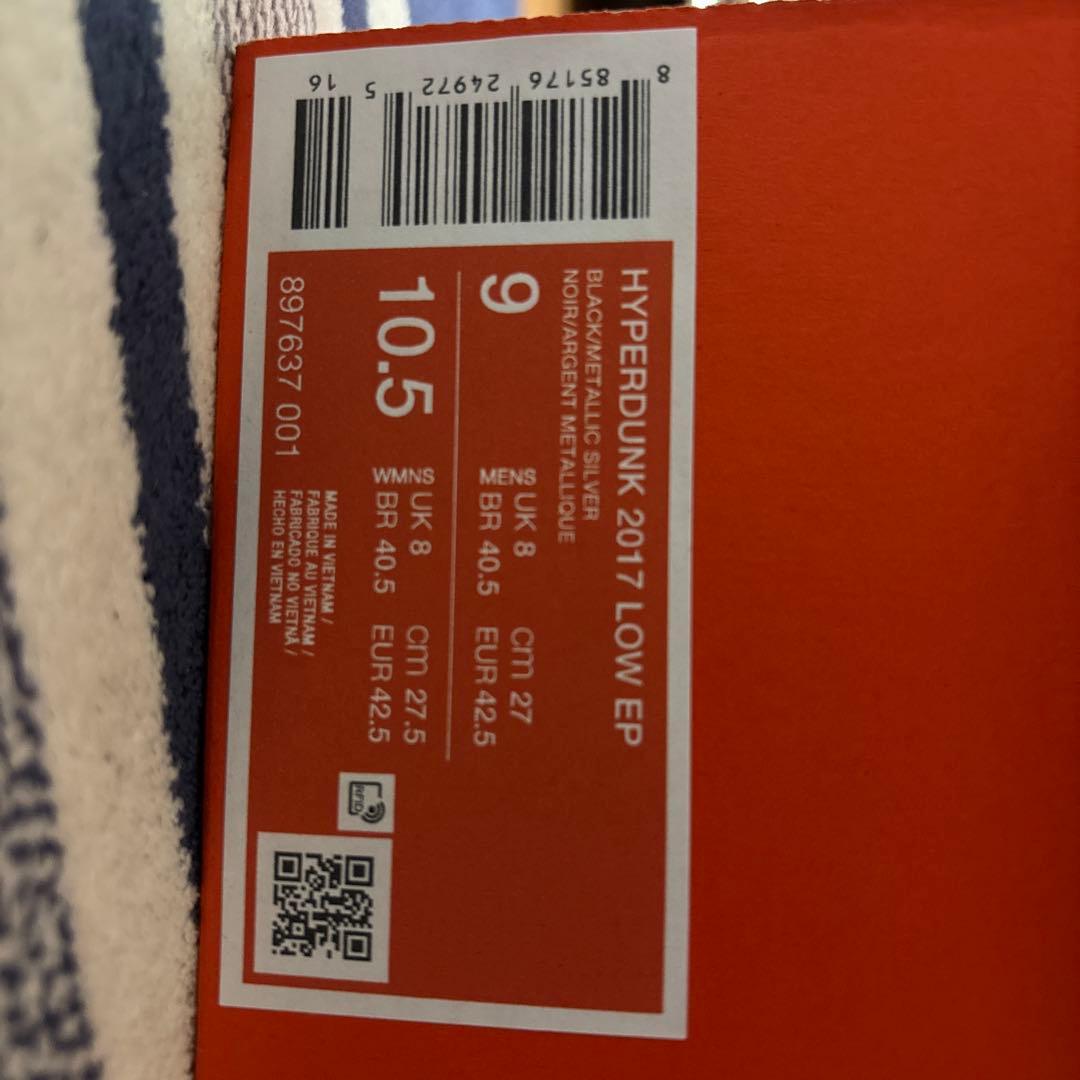 HYPERDUNK 2017 LOW EP
BLACK/METALLIC SILVER
NOIR/ARGENT METALLIQUE
9
MENS
UK 8 cm 27
BR 40.5 EUR 42.5
10.5
WMNS
UK 8 cm 27.5
BR 40.5 EUR 42.5
897637 001
MADE IN VIETNAM /
FABRIQUE AU VIETNAM /
FABRICADO NO VIETNÃ /
HECHO EN VIETNAM
RFID
8 85176 24972 5 16